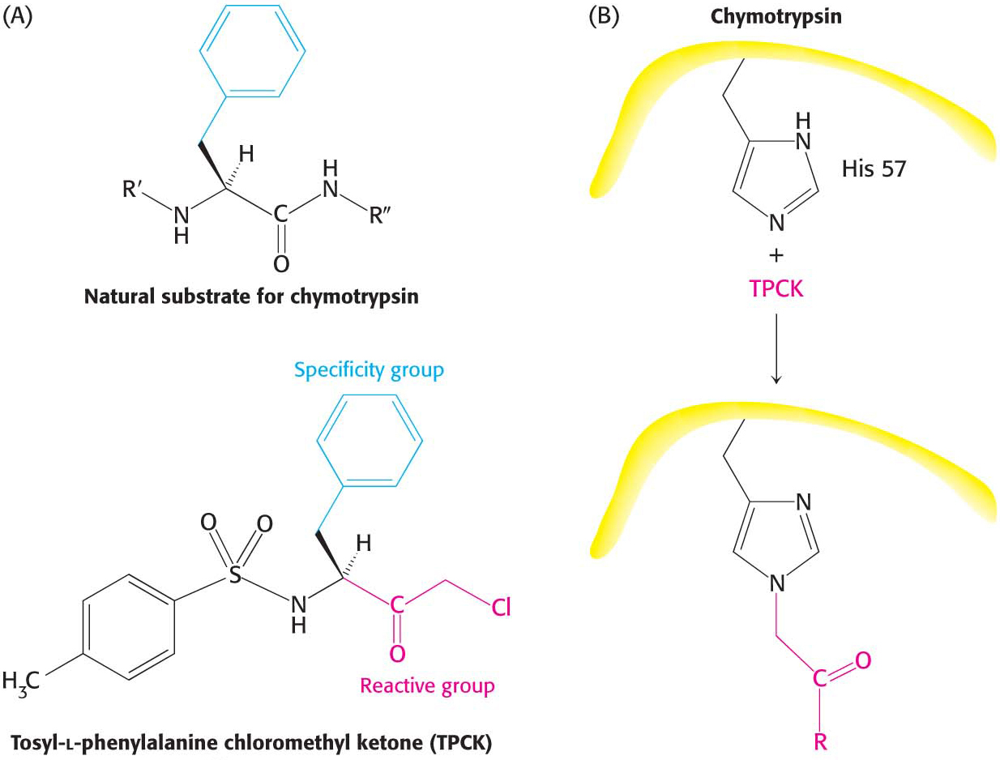 (A)
H
R′
N
H
C
O
H
N
R″
Natural substrate for chymotrypsin
Specificity group
O
O
S
H
N
H
C
O
Cl
H₃C
Reactive group
Tosyl-L-phenylalanine chloromethyl ketone (TPCK)
(B)
Chymotrypsin
H
N
His 57
N
+
TPCK
N
N
O
C
R